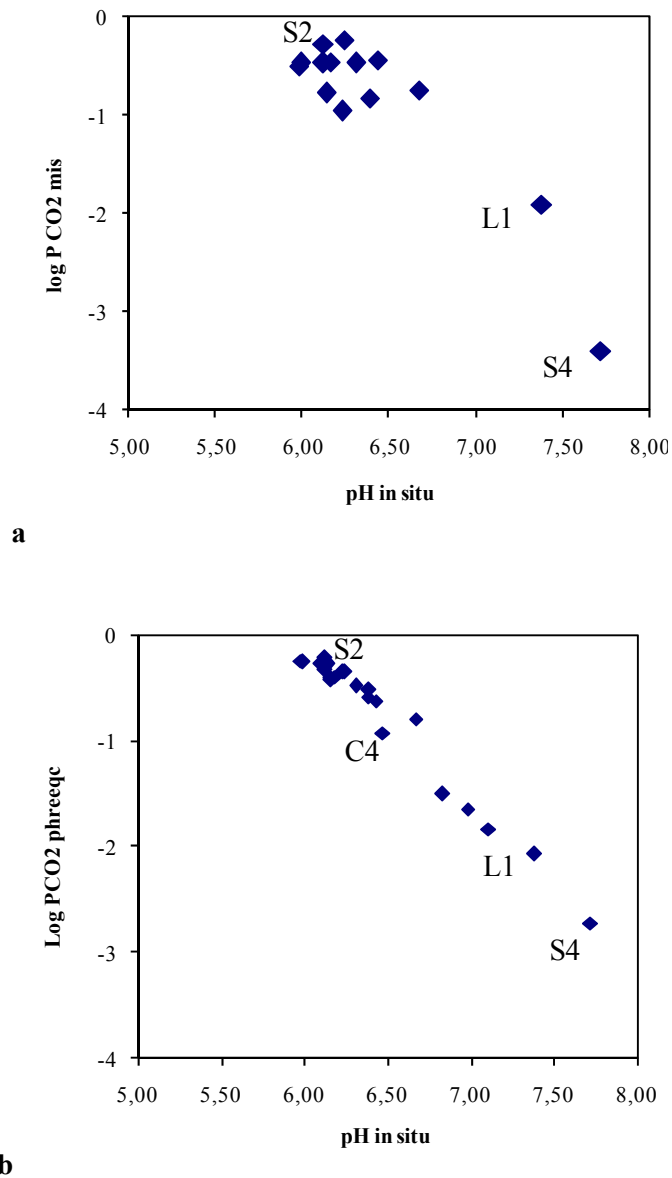 0
S2
-1
log P CO2 mis
-2
L1
-3
S4
-4
5,00 5,50 6,00 6,50 7,00 7,50 8,00
pH in situ
a
0
S2
-1
C4
Log PCO2 phreeqc
-2
L1
-3
S4
-4
5,00 5,50 6,00 6,50 7,00 7,50 8,00
pH in situ
b